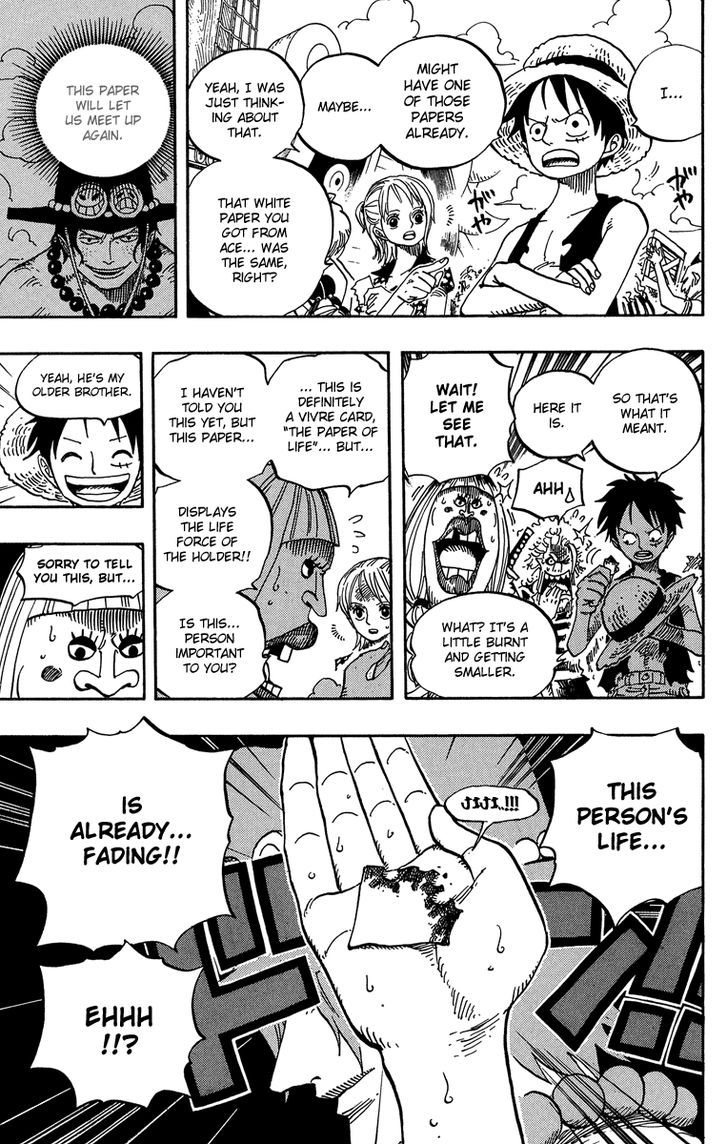 I...
MIGHT
HAVE ONE OF
THOSE
PAPERS
ALREADY.
MAYBE...
YEAH, I WAS
JUST THINK-
ING ABOUT
THAT.
THAT WHITE
PAPER YOU
GOT FROM
ACE... WAS
THE SAME,
RIGHT?
THIS PAPER
WILL LET
US MEET UP
AGAIN.
SO THAT'S
WHAT IT
MEANT.
HERE IT
IS.
WAIT!
LET ME
SEE
THAT.
AHH
WHAT? IT'S A
LITTLE BURNT
AND GETTING
SMALLER.
... THIS IS
DEFINITELY
A VIVRE CARD,
"THE PAPER OF
LIFE"... BUT...
I HAVEN'T
TOLD YOU
THIS YET, BUT
THIS PAPER...
DISPLAYS
THE LIFE
FORCE OF
THE HOLDER!!
IS THIS...
PERSON
IMPORTANT
TO YOU?
YEAH, HE'S MY
OLDER BROTHER.
SORRY TO TELL
YOU THIS, BUT...
THIS
PERSON'S
LIFE...
IS
ALREADY...
FADING!!
EHHH
!!?